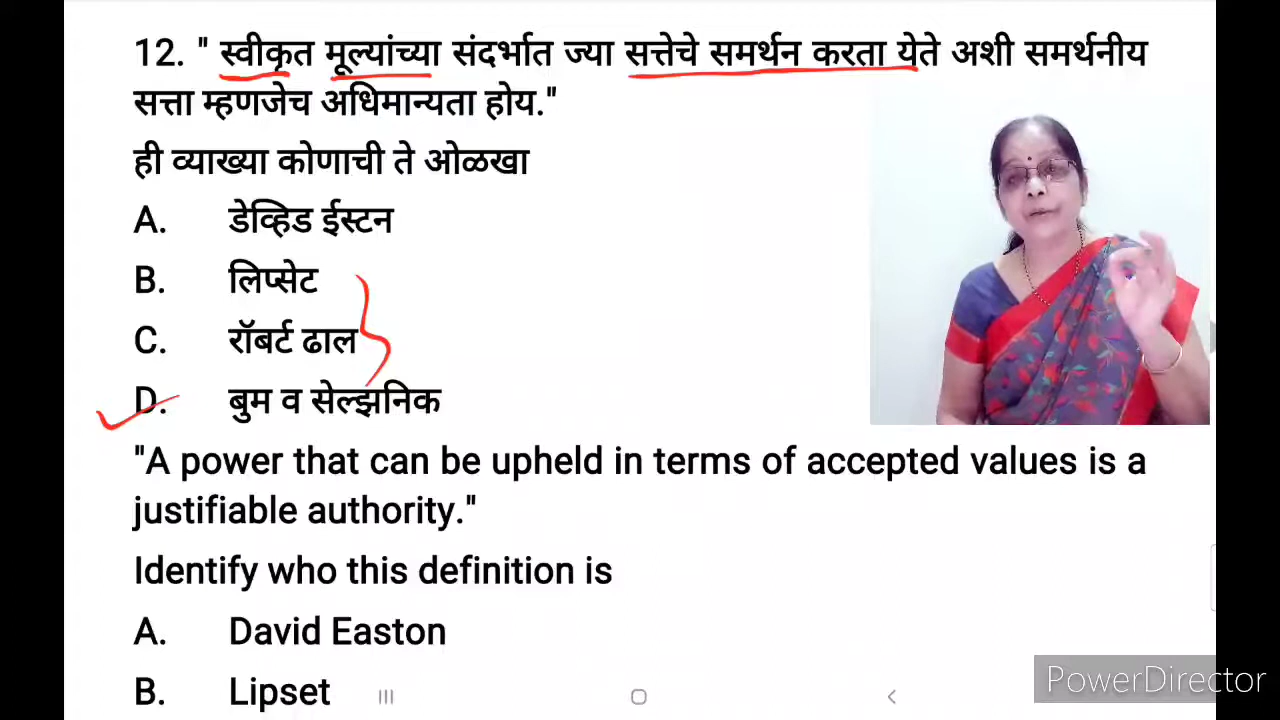 12. " स्वीकृत मूल्यांच्या संदर्भात ज्या सत्तेचे समर्थन करता येते अशी समर्थनीय
सत्ता म्हणजेच अधिमान्यता होय."
ही व्याख्या कोणाची ते ओळखा
A. डेव्हिड ईस्टन
B. लिप्सेट
C. रॉबर्ट ढाल
D. बुम व सेल्झनिक
"A power that can be upheld in terms of accepted values is a
justifiable authority."
Identify who this definition is
A. David Easton
B. Lipset
PowerDirector